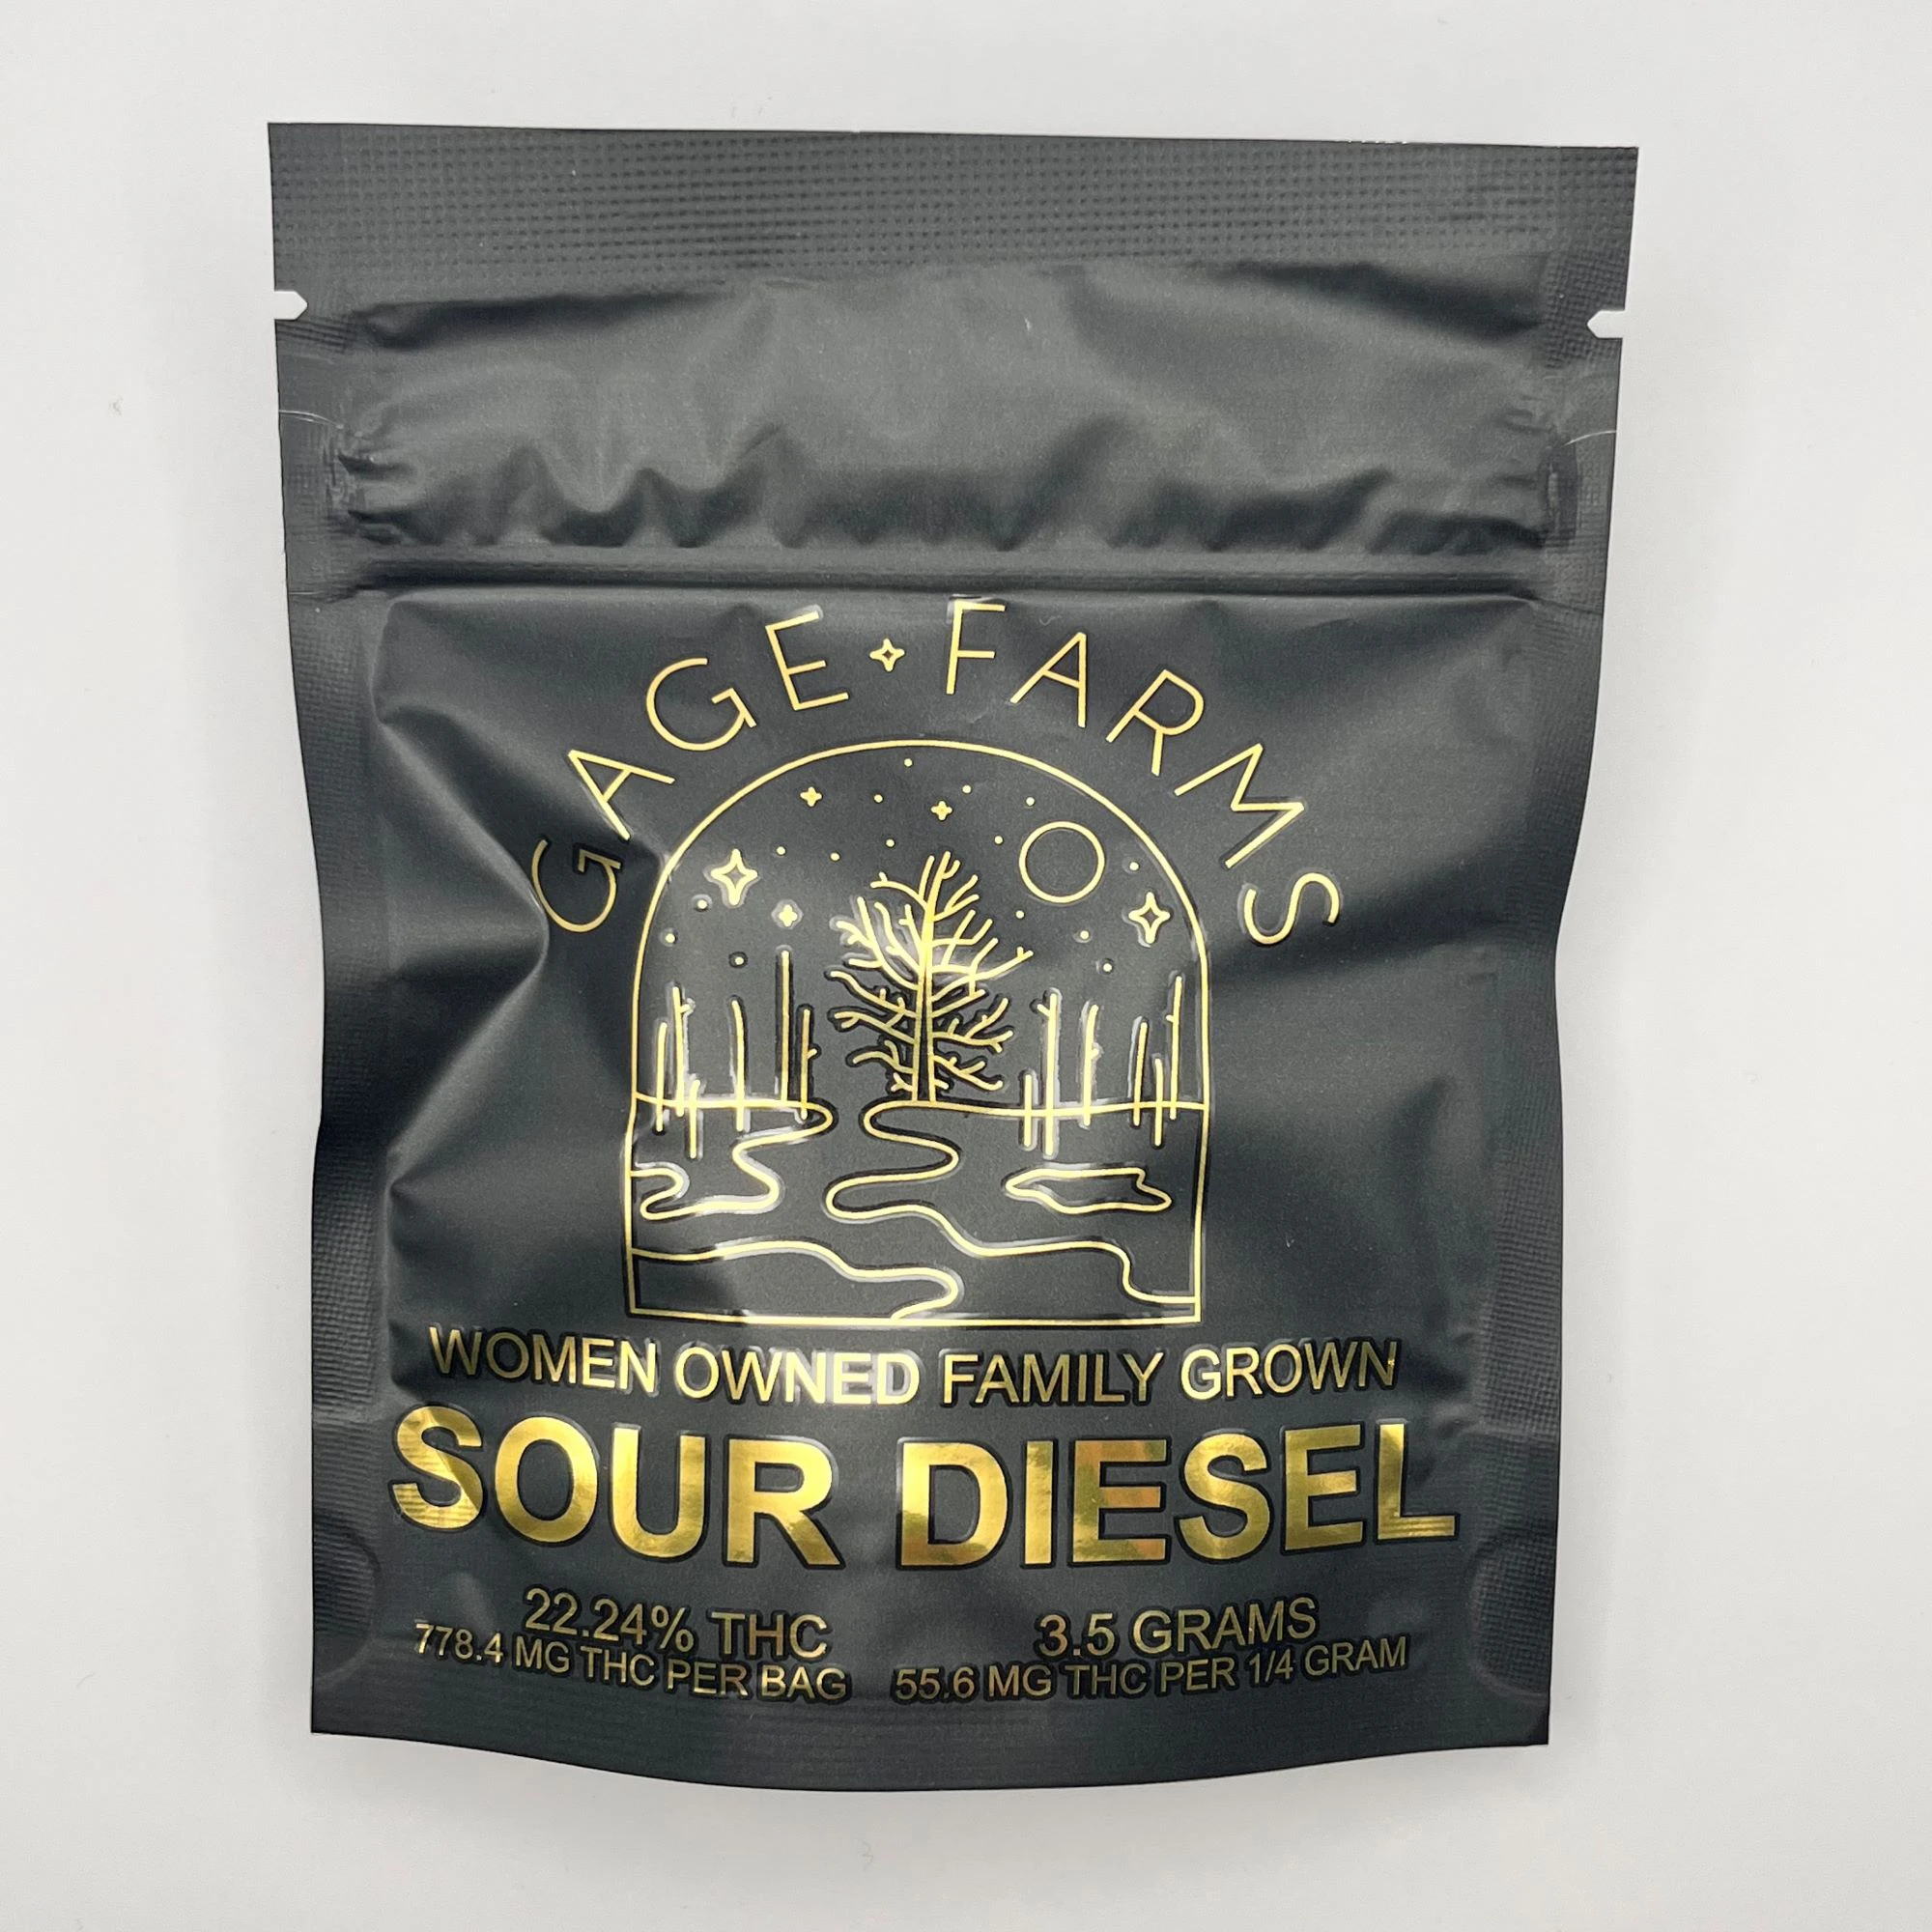 GAGE FARMS
WOMEN OWNED FAMILY GROWN
SOUR DIESEL
22.24% THC
778.4 MG THC PER BAG
3.5 GRAMS
55.6 MG THC PER 1/4 GRAM